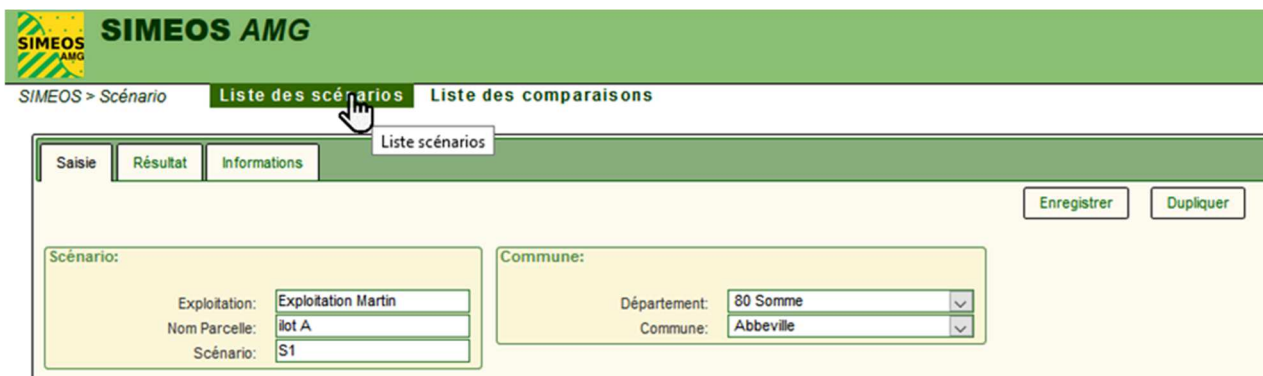 SIMEOS
AMG
SIMEOS AMG
SIMEOS > Scénario Liste des scénarios Liste des comparaisons
Liste scénarios
Saisie Résultat Informations
Enregistrer Dupliquer
Scénario:
Exploitation: Exploitation Martin
Nom Parcelle: ilot A
Scénario: S1
Commune:
Département: 80 Somme
Commune: Abbeville